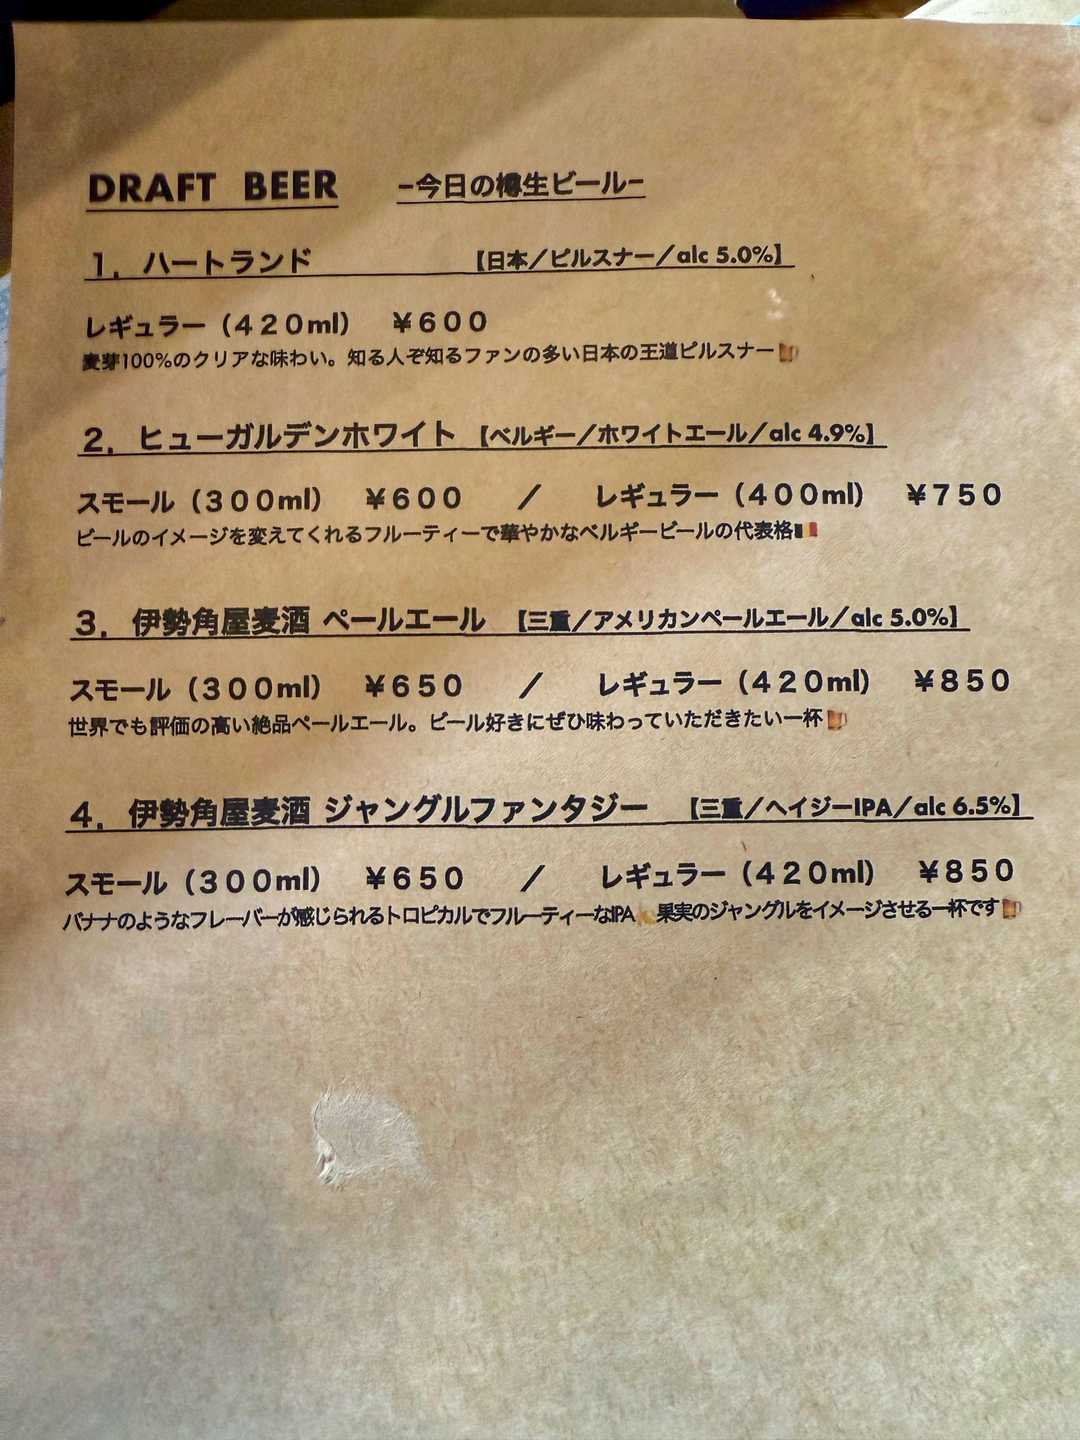 DRAFT BEER −今日の樽生ビール−
1．ハートランド 【日本／ピルスナー／alc 5.0%】
レギュラー（４２０ml） ￥６００
麦芽100%のクリアな味わい。知る人ぞ知るファンの多い日本の王道ピルスナー🍺
2．ヒューガルデンホワイト 【ベルギー／ホワイトエール／alc 4.9%】
スモール（３００ml） ￥６００ ／ レギュラー（４００ml） ￥７５０
ビールのイメージを変えてくれるフルーティーで華やかなベルギービールの代表格🇧🇪
3．伊勢角屋麦酒 ペールエール 【三重／アメリカンペールエール／alc 5.0%】
スモール（３００ml） ￥６５０ ／ レギュラー（４２０ml） ￥８５０
世界でも評価の高い絶品ペールエール。ビール好きにぜひ味わっていただきたい一杯🍺
4．伊勢角屋麦酒 ジャングルファンタジー 【三重／ヘイジーIPA／alc 6.5%】
スモール（３００ml） ￥６５０ ／ レギュラー（４２０ml） ￥８５０
バナナのようなフレーバーが感じられるトロピカルでフルーティーなIPA🍌果実のジャングルをイメージさせる一杯です🍺